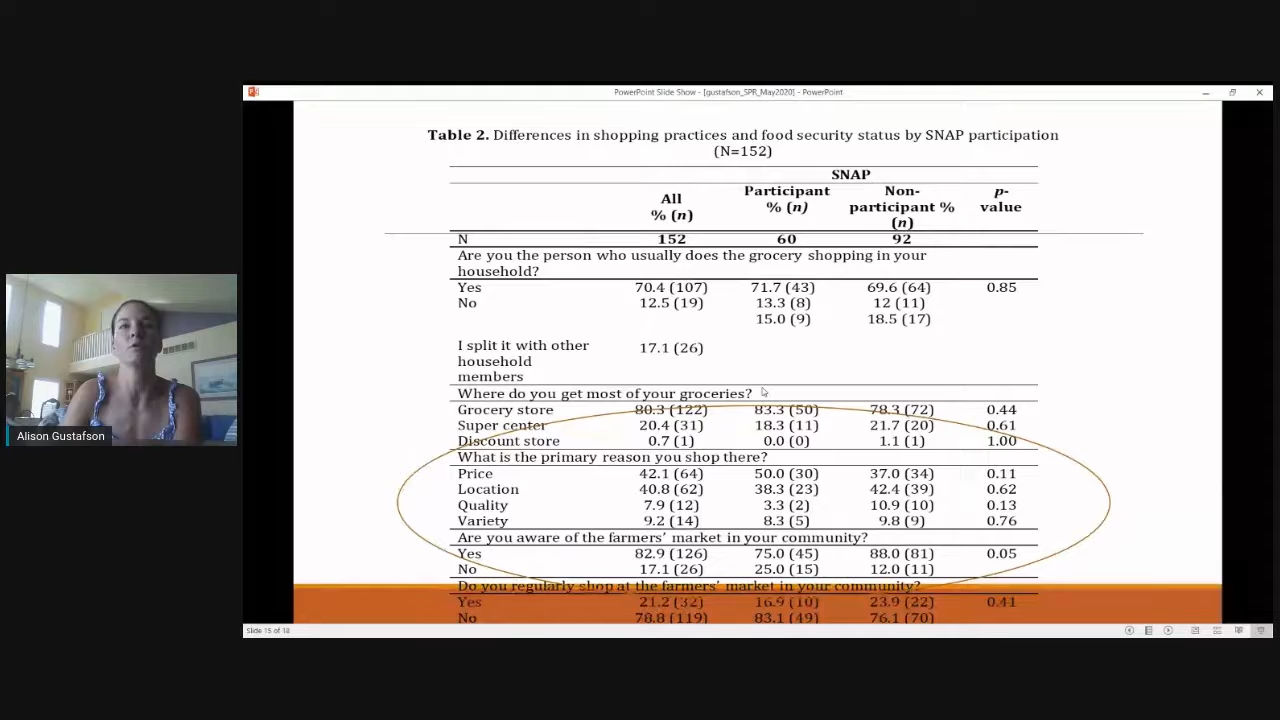 PowerPoint Slide Show - [gustafson_SPR_May2020] - PowerPoint
Table 2. Differences in shopping practices and food security status by SNAP participation
(N=152)
SNAP
All
% (n)
Participant
% (n)
Non-
participant %
(n)
p-
value
N 152 60 92
Are you the person who usually does the grocery shopping in your
household?
Yes 70.4 (107) 71.7 (43) 69.6 (64) 0.85
No 12.5 (19) 13.3 (8) 12 (11)
15.0 (9) 18.5 (17)
I split it with other
household
members
17.1 (26)
Where do you get most of your groceries?
Grocery store 80.3 (122) 83.3 (50) 78.3 (72) 0.44
Super center 20.4 (31) 18.3 (11) 21.7 (20) 0.61
Discount store 0.7 (1) 0.0 (0) 1.1 (1) 1.00
What is the primary reason you shop there?
Price 42.1 (64) 50.0 (30) 37.0 (34) 0.11
Location 40.8 (62) 38.3 (23) 42.4 (39) 0.62
Quality 7.9 (12) 3.3 (2) 10.9 (10) 0.13
Variety 9.2 (14) 8.3 (5) 9.8 (9) 0.76
Are you aware of the farmers' market in your community?
Yes 82.9 (126) 75.0 (45) 88.0 (81) 0.05
No 17.1 (26) 25.0 (15) 12.0 (11)
Do you regularly shop at the farmers' market in your community?
Yes 21.2 (32) 16.9 (10) 23.9 (22) 0.41
No 78.8 (119) 83.1 (49) 76.1 (70)
Slide 15 of 18
Alison Gustafson